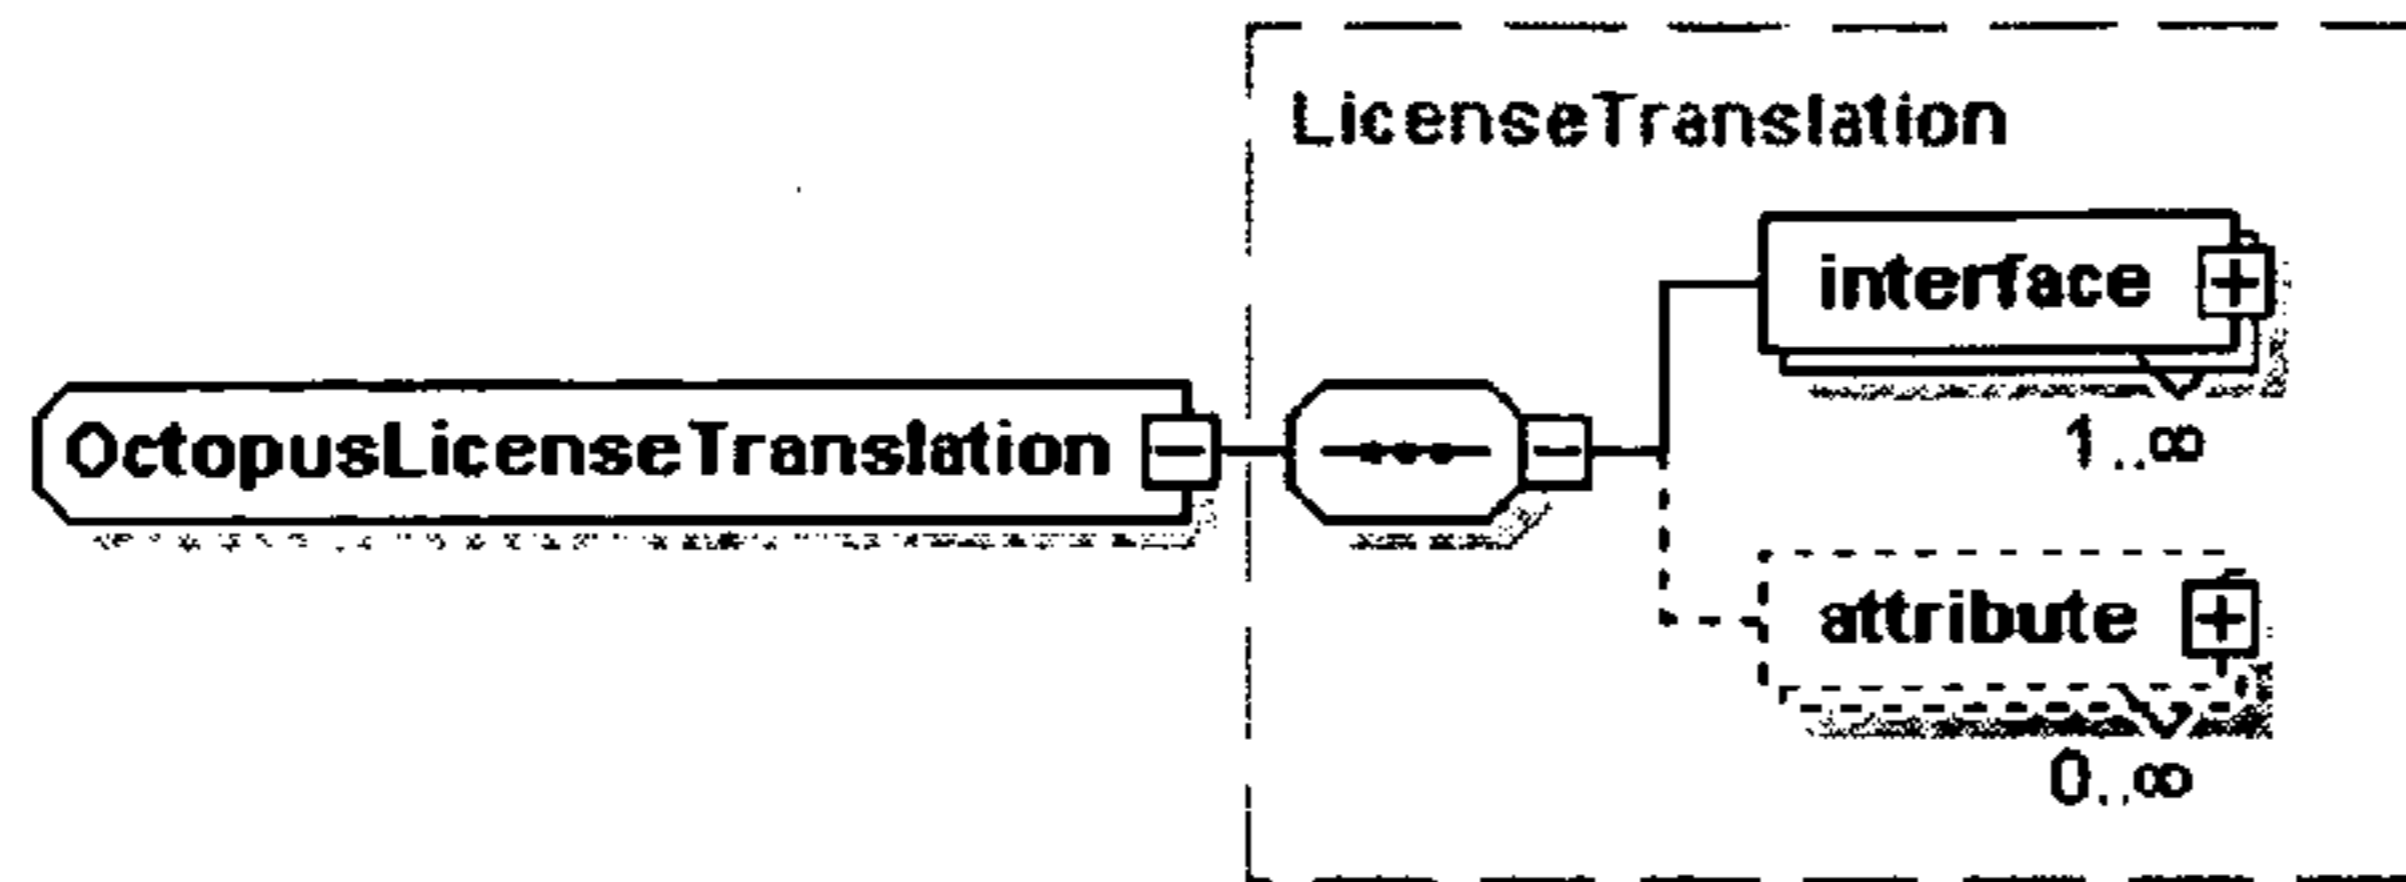 LicenseTranslation
interface
1..∞
OctopusLicenseTranslation
attribute
0..∞